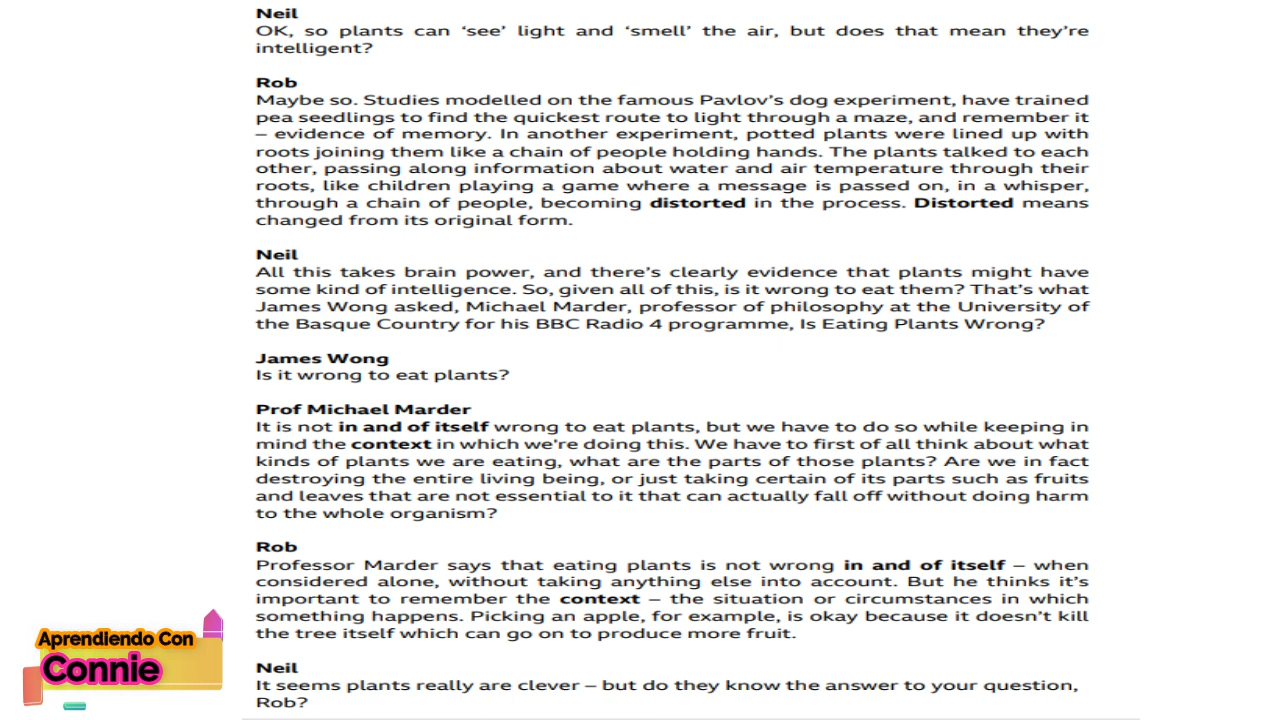 Neil
OK, so plants can ‘see’ light and ‘smell’ the air, but does that mean they’re
intelligent?
Rob
Maybe so. Studies modelled on the famous Pavlov’s dog experiment, have trained
pea seedlings to find the quickest route to light through a maze, and remember it
– evidence of memory. In another experiment, potted plants were lined up with
roots joining them like a chain of people holding hands. The plants talked to each
other, passing along information about water and air temperature through their
roots, like children playing a game where a message is passed on, in a whisper,
through a chain of people, becoming distorted in the process. Distorted means
changed from its original form.
Neil
All this takes brain power, and there’s clearly evidence that plants might have
some kind of intelligence. So, given all of this, is it wrong to eat them? That’s what
James Wong asked, Michael Marder, professor of philosophy at the University of
the Basque Country for his BBC Radio 4 programme, Is Eating Plants Wrong?
James Wong
Is it wrong to eat plants?
Prof Michael Marder
It is not in and of itself wrong to eat plants, but we have to do so while keeping in
mind the context in which we’re doing this. We have to first of all think about what
kinds of plants we are eating, what are the parts of those plants? Are we in fact
destroying the entire living being, or just taking certain of its parts such as fruits
and leaves that are not essential to it that can actually fall off without doing harm
to the whole organism?
Rob
Professor Marder says that eating plants is not wrong in and of itself – when
considered alone, without taking anything else into account. But he thinks it’s
important to remember the context – the situation or circumstances in which
something happens. Picking an apple, for example, is okay because it doesn’t kill
the tree itself which can go on to produce more fruit.
Neil
It seems plants really are clever – but do they know the answer to your question,
Rob?
Aprendiendo Con
Connie